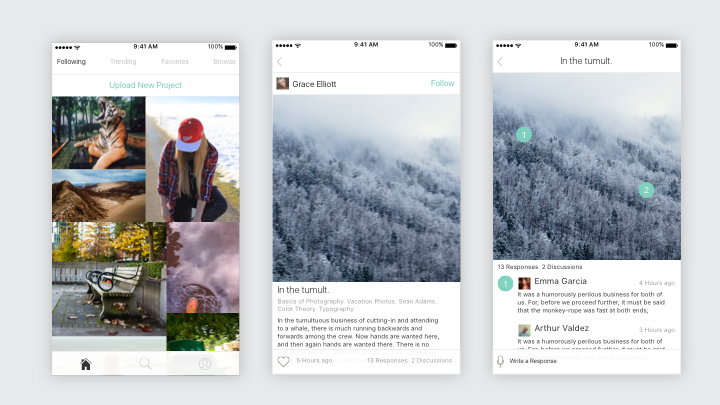 9:41 AM
100%
Following
Trending
Favorites
Browse
Upload New Project
9:41 AM
100%
Grace Elliott
Follow
In the tumult.
Basics of Photography. Vacation Photos. Sean Adams.
Color Theory. Typography
In the tumultuous business of cutting-in and attending
to a whale, there is much running backwards and
forwards among the crew. Now hands are wanted here,
and then again hands are wanted there. There is no
5 Hours ago
13 Responses 2 Discussions
9:41 AM
100%
In the tumult.
1
2
13 Responses 2 Discussions
1
Emma Garcia
4 Hours ago
It was a humorously perilous business for both of
us. For, before we proceed further, it must be said
that the monkey-rope was fast at both ends;
Arthur Valdez
3 Hours ago
It was a humorously perilous business for both of
us. For, before we proceed further, it must be said
Write a Response